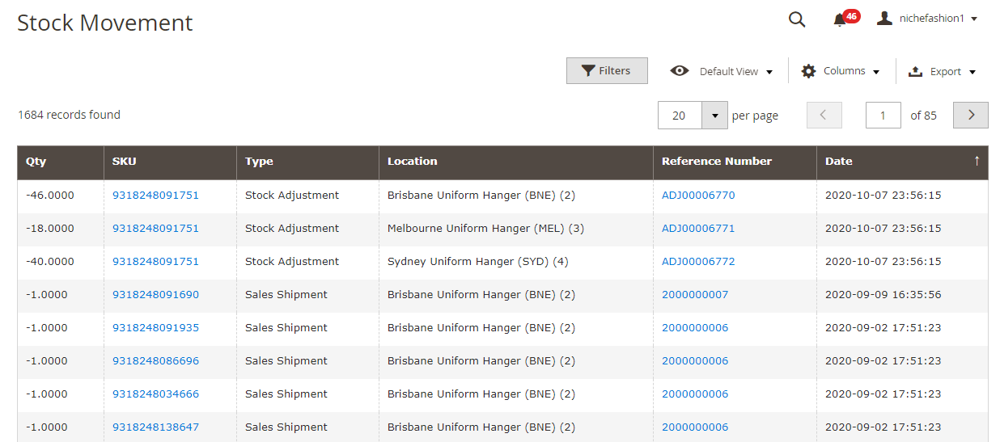 Stock Movement
46
nichefashion1
Filters
Default View
Columns
Export
1684 records found
20 per page
1 of 85
Qty SKU Type Location Reference Number Date ↑
-46.0000 9318248091751 Stock Adjustment Brisbane Uniform Hanger (BNE) (2) ADJ00006770 2020-10-07 23:56:15
-18.0000 9318248091751 Stock Adjustment Melbourne Uniform Hanger (MEL) (3) ADJ00006771 2020-10-07 23:56:15
-40.0000 9318248091751 Stock Adjustment Sydney Uniform Hanger (SYD) (4) ADJ00006772 2020-10-07 23:56:15
-1.0000 9318248091690 Sales Shipment Brisbane Uniform Hanger (BNE) (2) 2000000007 2020-09-09 16:35:56
-1.0000 9318248091935 Sales Shipment Brisbane Uniform Hanger (BNE) (2) 2000000006 2020-09-02 17:51:23
-1.0000 9318248086696 Sales Shipment Brisbane Uniform Hanger (BNE) (2) 2000000006 2020-09-02 17:51:23
-1.0000 9318248034666 Sales Shipment Brisbane Uniform Hanger (BNE) (2) 2000000006 2020-09-02 17:51:23
-1.0000 9318248138647 Sales Shipment Brisbane Uniform Hanger (BNE) (2) 2000000006 2020-09-02 17:51:23